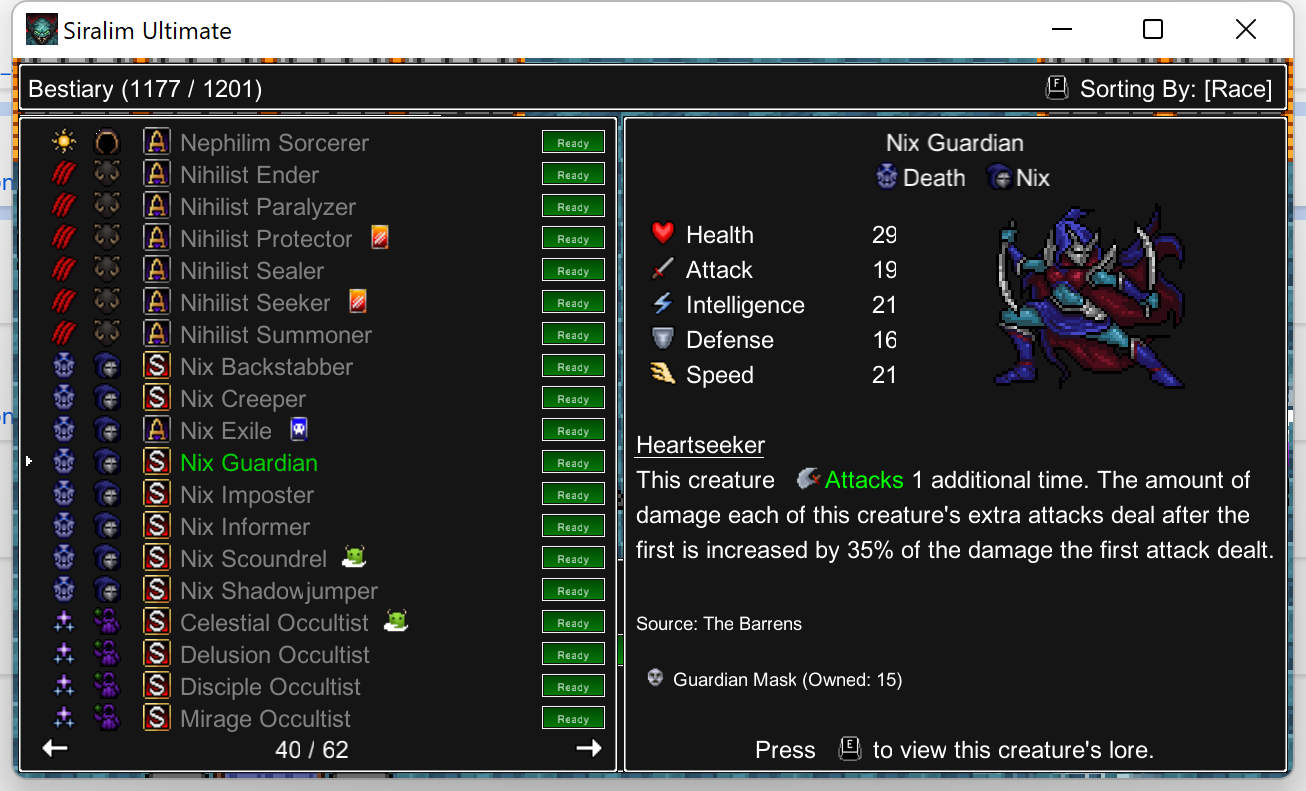 Siralim Ultimate
Bestiary (1177 / 1201)
F Sorting By: [Race]
A Nephilim Sorcerer Ready
A Nihilist Ender Ready
A Nihilist Paralyzer Ready
A Nihilist Protector Ready
A Nihilist Sealer Ready
A Nihilist Seeker Ready
A Nihilist Summoner Ready
S Nix Backstabber Ready
S Nix Creeper Ready
A Nix Exile Ready
S Nix Guardian Ready
S Nix Imposter Ready
S Nix Informer Ready
S Nix Scoundrel Ready
S Nix Shadowjumper Ready
S Celestial Occultist Ready
S Delusion Occultist Ready
S Disciple Occultist Ready
S Mirage Occultist Ready
40 / 62
Nix Guardian
Death Nix
Health 29
Attack 19
Intelligence 21
Defense 16
Speed 21
Heartseeker
This creature Attacks 1 additional time. The amount of
damage each of this creature's extra attacks deal after the
first is increased by 35% of the damage the first attack dealt.
Source: The Barrens
Guardian Mask (Owned: 15)
Press E to view this creature's lore.